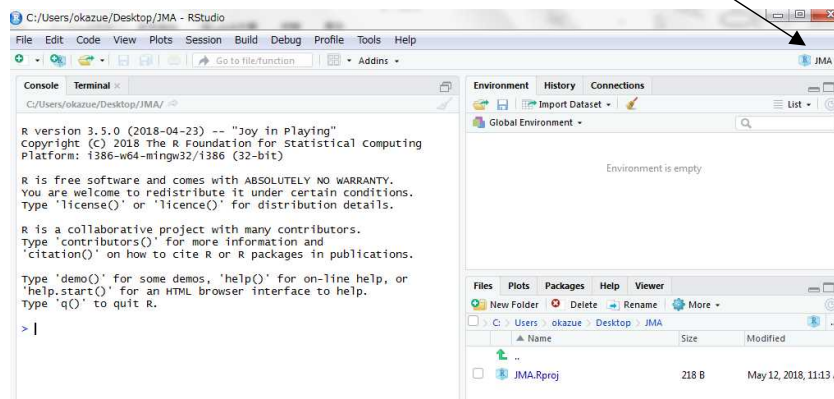 C:/Users/okazue/Desktop/JMA - RStudio
File Edit Code View Plots Session Build Debug Profile Tools Help
Go to file/function Addins JMA
Console Terminal
C:/Users/okazue/Desktop/JMA/
R version 3.5.0 (2018-04-23) -- "Joy in Playing"
Copyright (C) 2018 The R Foundation for Statistical Computing
Platform: i386-w64-mingw32/i386 (32-bit)
R is free software and comes with ABSOLUTELY NO WARRANTY.
You are welcome to redistribute it under certain conditions.
Type 'license()' or 'licence()' for distribution details.
R is a collaborative project with many contributors.
Type 'contributors()' for more information and
'citation()' on how to cite R or R packages in publications.
Type 'demo()' for some demos, 'help()' for on-line help, or
'help.start()' for an HTML browser interface to help.
Type 'q()' to quit R.
>
Environment History Connections
Import Dataset List
Global Environment
Environment is empty
Files Plots Packages Help Viewer
New Folder Delete Rename More
C: Users okazue Desktop JMA
Name Size Modified
..
JMA.Rproj 218 B May 12, 2018, 11:13